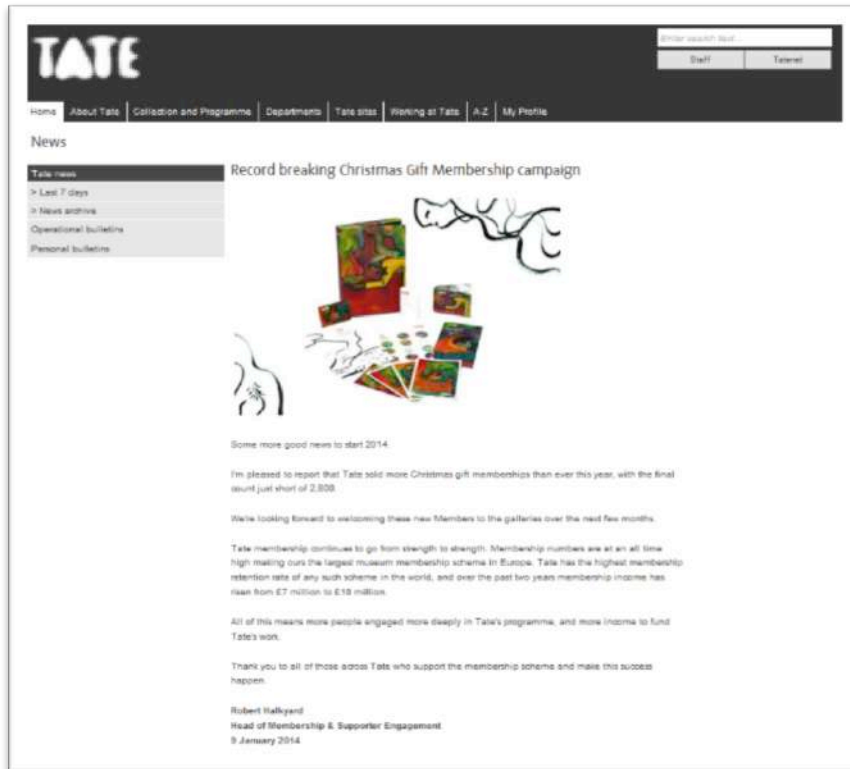 TATE
Enter search text...
Staff Tatenet
Home About Tate Collection and Programme Departments Tate sites Working at Tate A-Z My Profile
News
Tate news
> Last 7 days
> News archive
Operational bulletins
Personal bulletins
Record breaking Christmas Gift Membership campaign
Some more good news to start 2014.
I'm pleased to report that Tate sold more Christmas gift memberships than ever this year, with the final
count just short of
We're looking forward to welcoming these new Members to the galleries over the next few months.
Tate membership continues to go from strength to strength. Membership numbers are at an all time
high making ours the largest museum membership scheme in Europe. Tate has the highest membership
retention rate of any such scheme in the world, and over the past two years membership income has
risen from £7 million to £10 million.
All of this means more people engaged more deeply in Tate's programme, and more income to fund
Tate's work.
Thank you to all of those across Tate who support the membership scheme and make this success
happen.
Robert Halkyard
Head of Membership & Supporter Engagement
9 January 2014